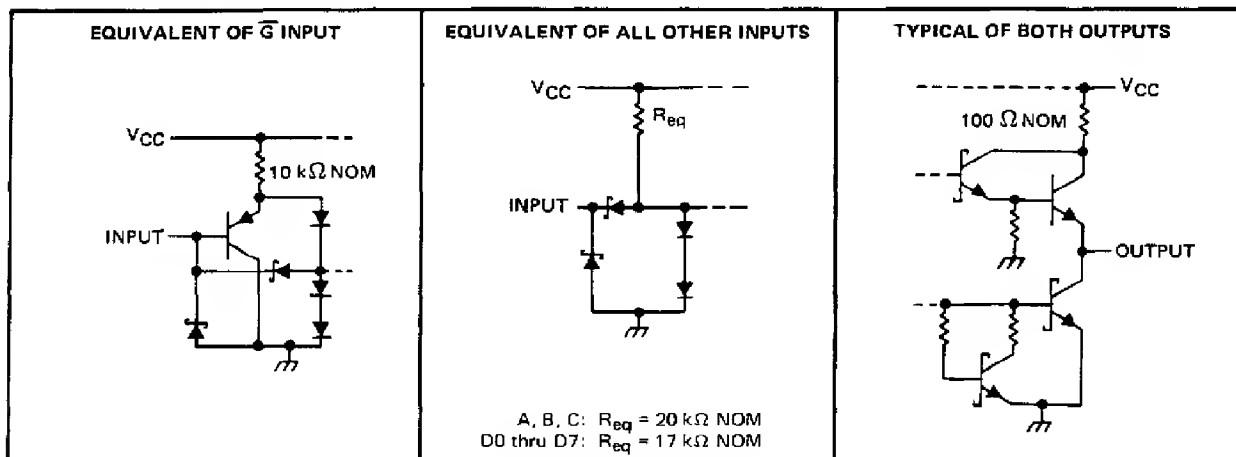 EQUIVALENT OF G̅ INPUT
VCC
10 kΩ NOM
INPUT
EQUIVALENT OF ALL OTHER INPUTS
VCC
Req
INPUT
A, B, C: Req = 20 kΩ NOM
D0 thru D7: Req = 17 kΩ NOM
TYPICAL OF BOTH OUTPUTS
VCC
100 Ω NOM
OUTPUT